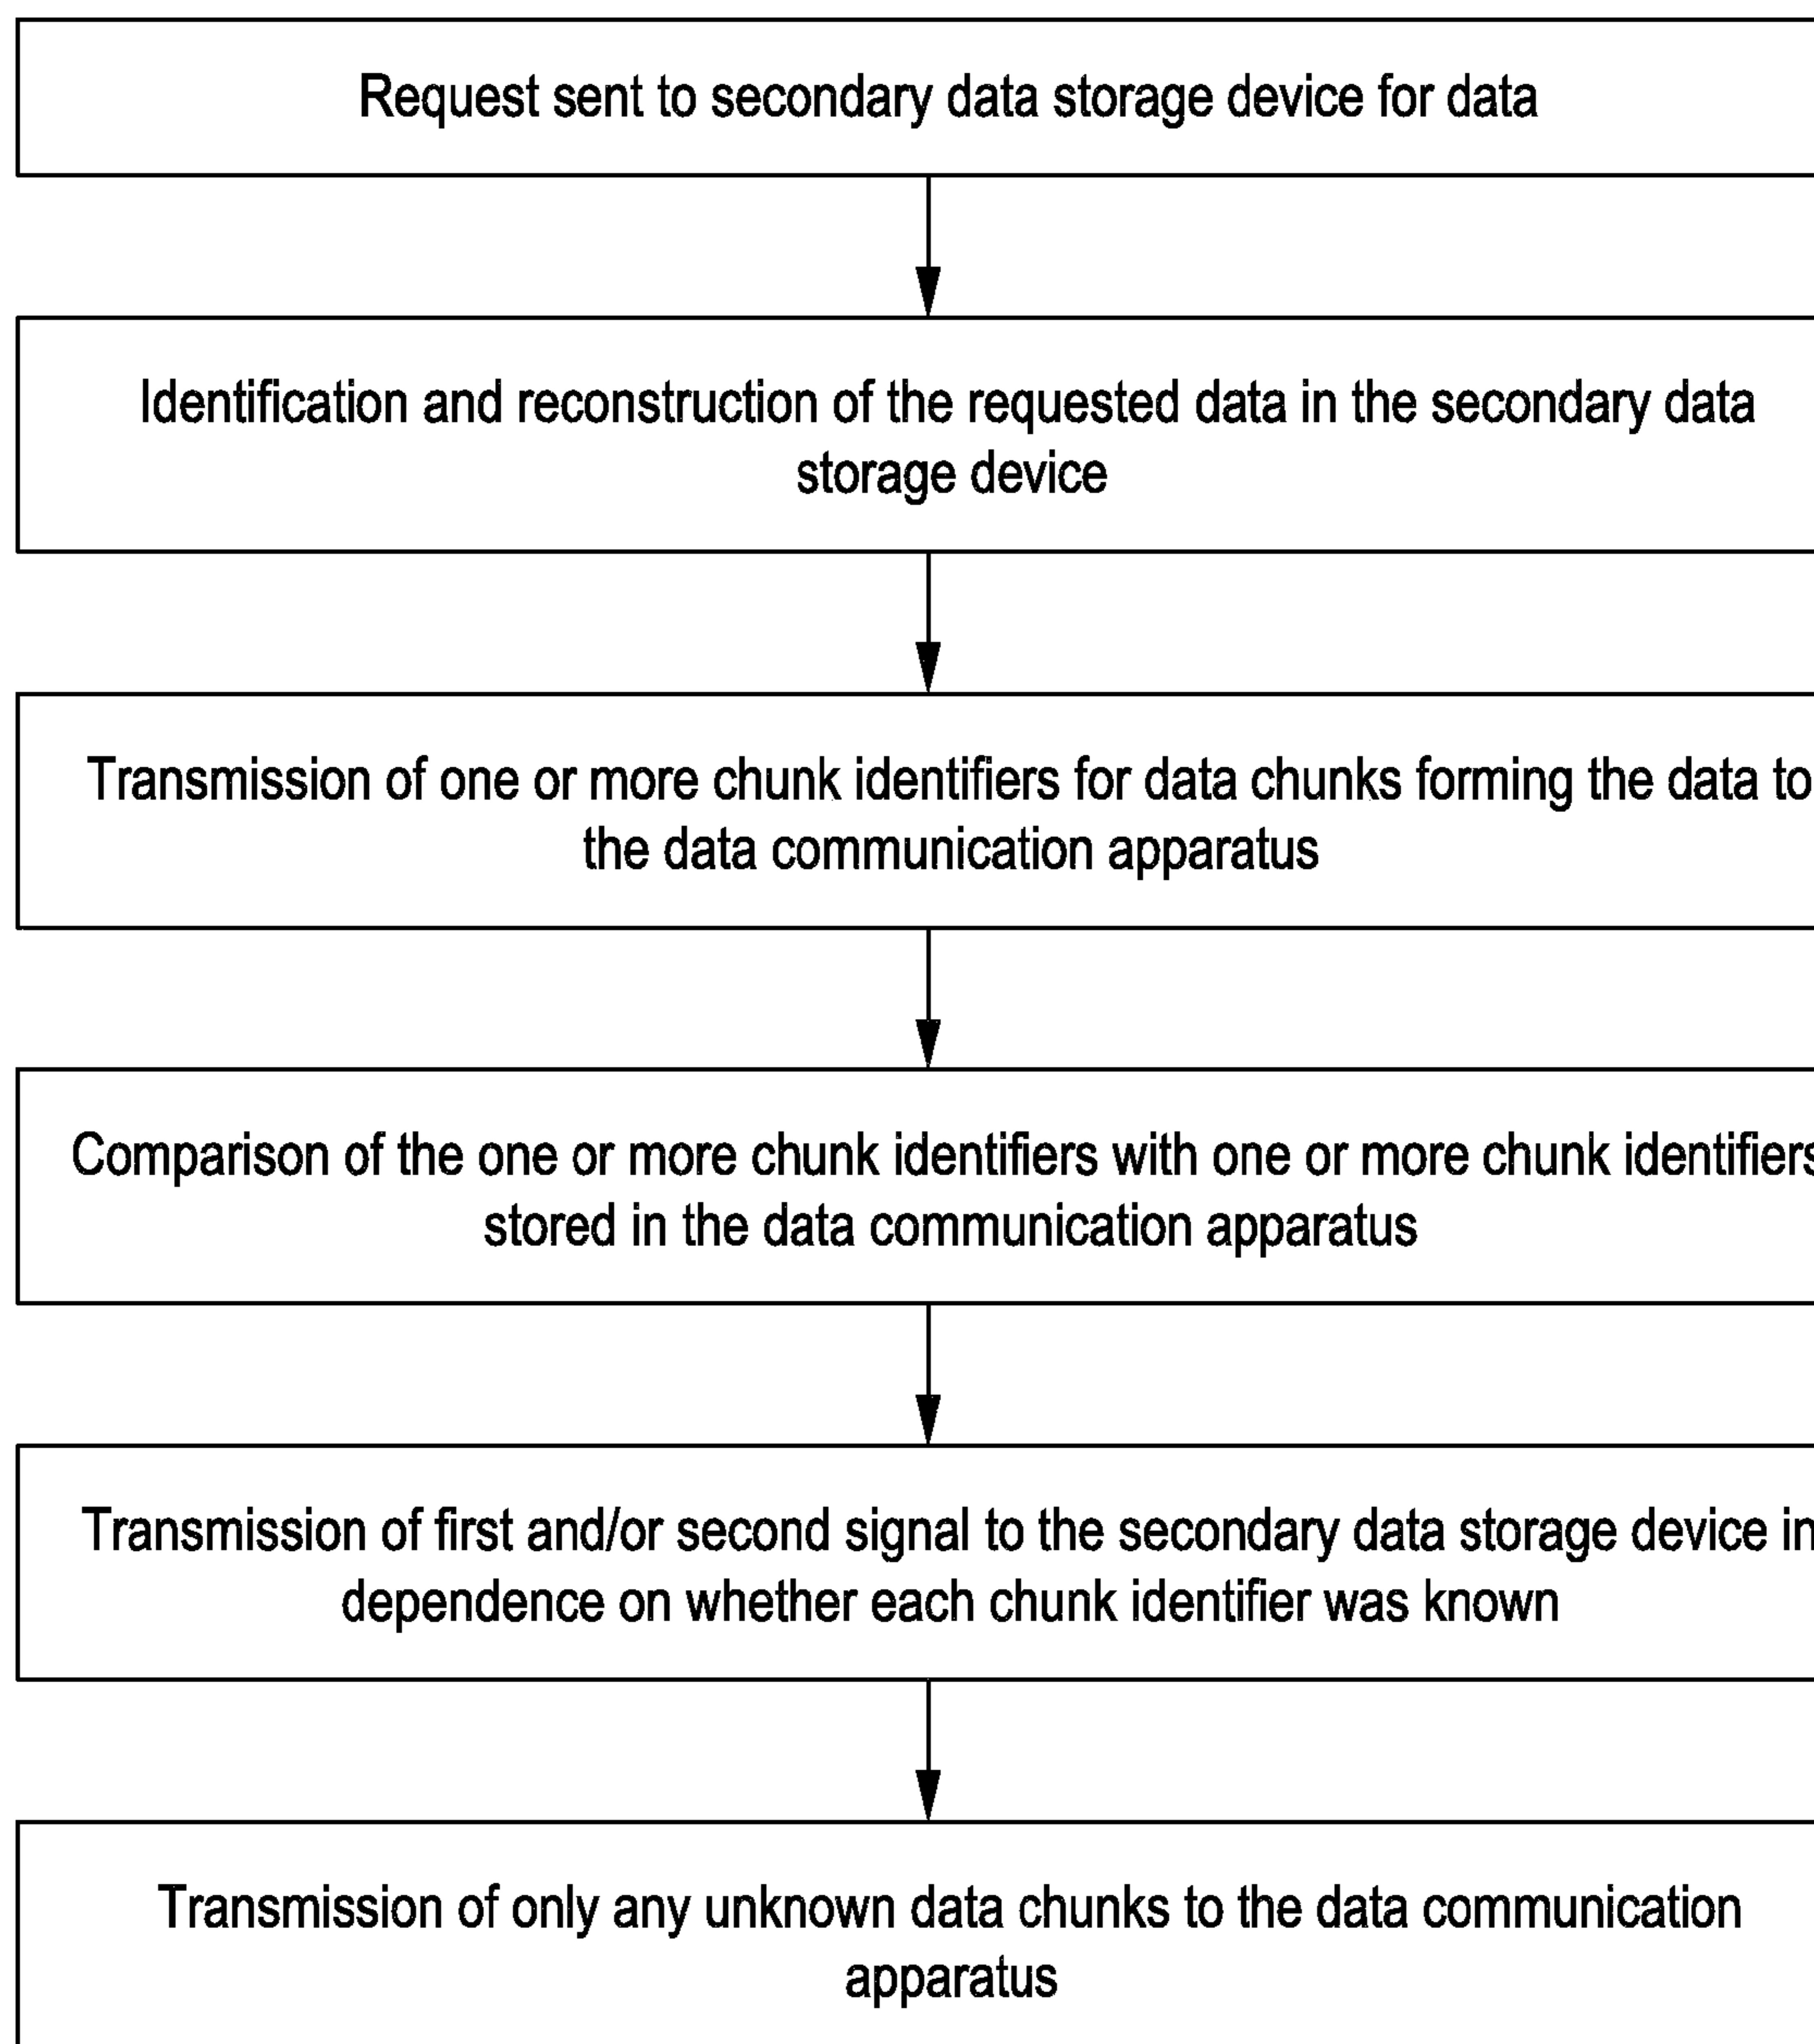 Request sent to secondary data storage device for data
Identification and reconstruction of the requested data in the secondary data
storage device
Transmission of one or more chunk identifiers for data chunks forming the data to
the data communication apparatus
Comparison of the one or more chunk identifiers with one or more chunk identifiers
stored in the data communication apparatus
Transmission of first and/or second signal to the secondary data storage device in
dependence on whether each chunk identifier was known
Transmission of only any unknown data chunks to the data communication
apparatus